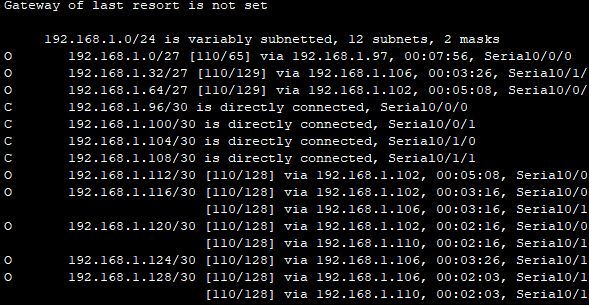 Gateway of last resort is not set
192.168.1.0/24 is variably subnetted, 12 subnets, 2 masks
O 192.168.1.0/27 [110/65] via 192.168.1.97, 00:07:56, Serial0/0/0
O 192.168.1.32/27 [110/129] via 192.168.1.106, 00:03:26, Serial0/1/
O 192.168.1.64/27 [110/129] via 192.168.1.102, 00:05:08, Serial0/0/
C 192.168.1.96/30 is directly connected, Serial0/0/0
C 192.168.1.100/30 is directly connected, Serial0/0/1
C 192.168.1.104/30 is directly connected, Serial0/1/0
C 192.168.1.108/30 is directly connected, Serial0/1/1
O 192.168.1.112/30 [110/128] via 192.168.1.102, 00:05:08, Serial0/0
O 192.168.1.116/30 [110/128] via 192.168.1.102, 00:03:16, Serial0/0
[110/128] via 192.168.1.106, 00:03:16, Serial0/1
O 192.168.1.120/30 [110/128] via 192.168.1.102, 00:02:16, Serial0/0
[110/128] via 192.168.1.110, 00:02:16, Serial0/1
O 192.168.1.124/30 [110/128] via 192.168.1.106, 00:03:26, Serial0/1
O 192.168.1.128/30 [110/128] via 192.168.1.106, 00:02:03, Serial0/1
[110/128] via 192.168.1.110, 00:02:03, Serial0/1